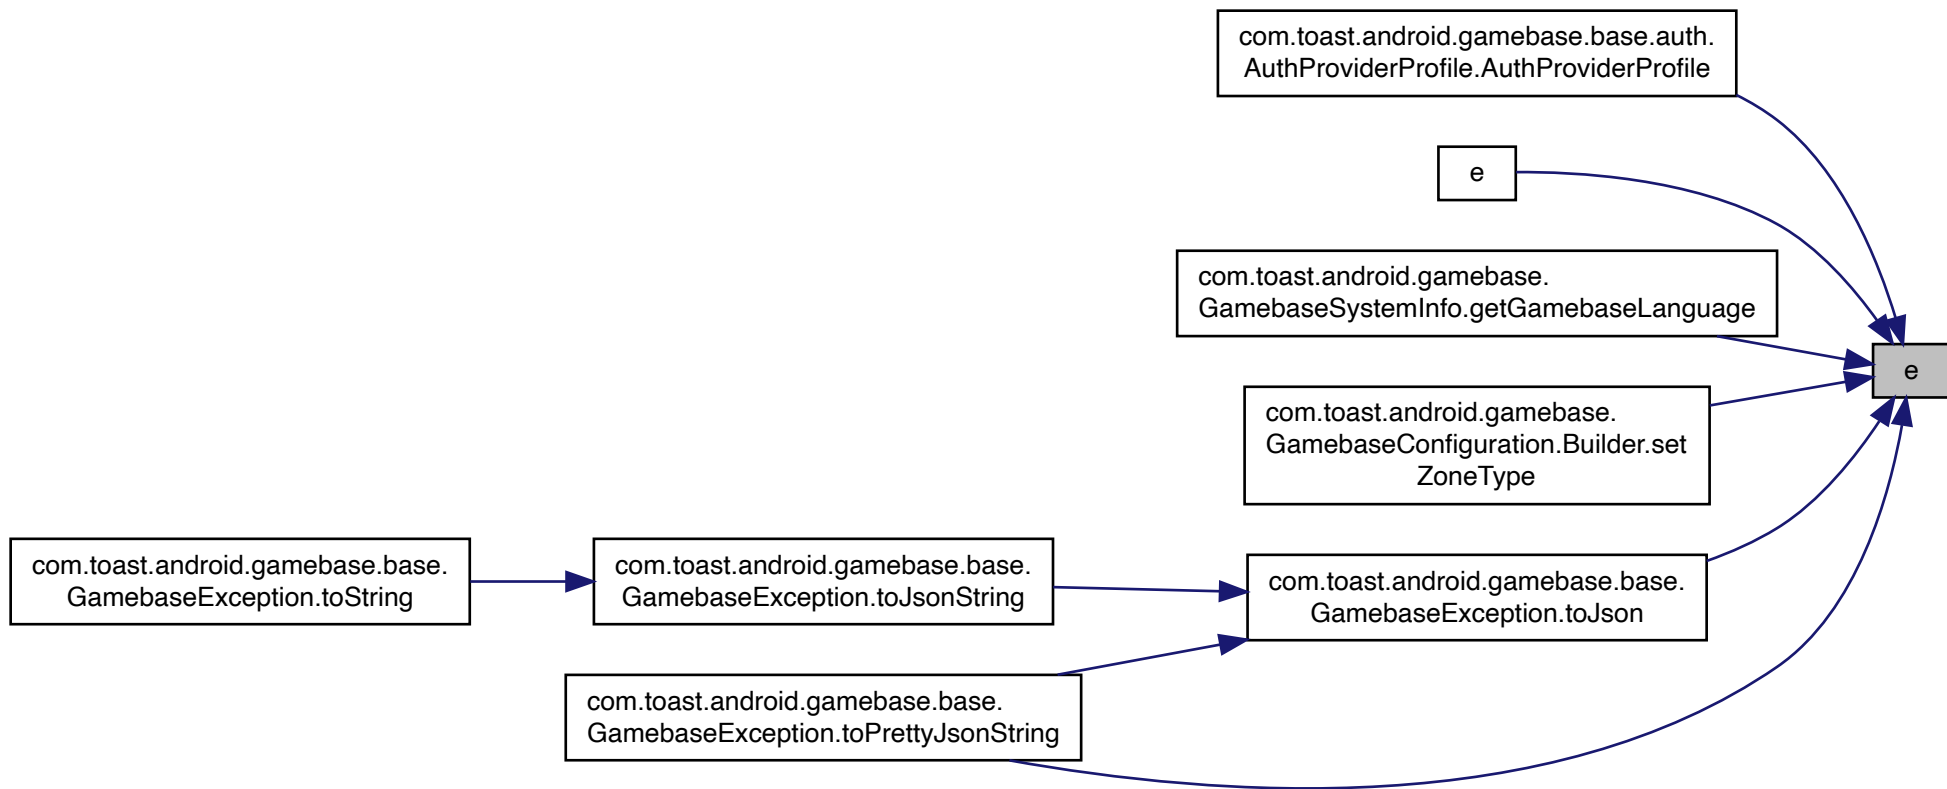 com.toast.android.gamebase.base.auth.
AuthProviderProfile.AuthProviderProfile
e
com.toast.android.gamebase.
GamebaseSystemInfo.getGamebaseLanguage
e
com.toast.android.gamebase.
GamebaseConfiguration.Builder.set
ZoneType
com.toast.android.gamebase.base.
GamebaseException.toString
com.toast.android.gamebase.base.
GamebaseException.toJsonString
com.toast.android.gamebase.base.
GamebaseException.toJson
com.toast.android.gamebase.base.
GamebaseException.toPrettyJsonString